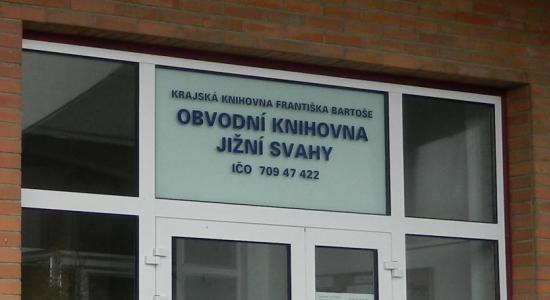 KRAJSKÁ KNIHOVNA FRANTIŠKA BARTOŠE
OBVODNÍ KNIHOVNA
JIŽNÍ SVAHY
IČO 709 47 422